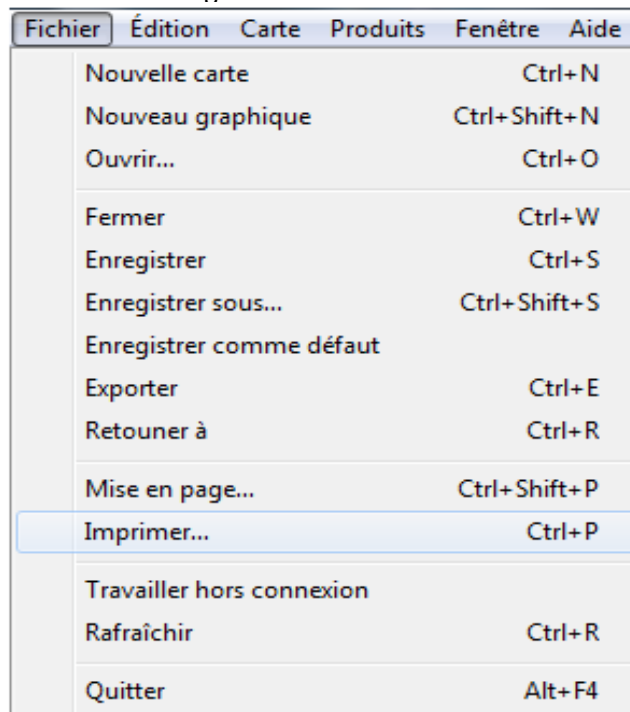 Fichier Édition Carte Produits Fenêtre Aide
Nouvelle carte Ctrl+N
Nouveau graphique Ctrl+Shift+N
Ouvrir... Ctrl+O
Fermer Ctrl+W
Enregistrer Ctrl+S
Enregistrer sous... Ctrl+Shift+S
Enregistrer comme défaut
Exporter Ctrl+E
Retouner à Ctrl+R
Mise en page... Ctrl+Shift+P
Imprimer... Ctrl+P
Travailler hors connexion
Rafraîchir Ctrl+R
Quitter Alt+F4